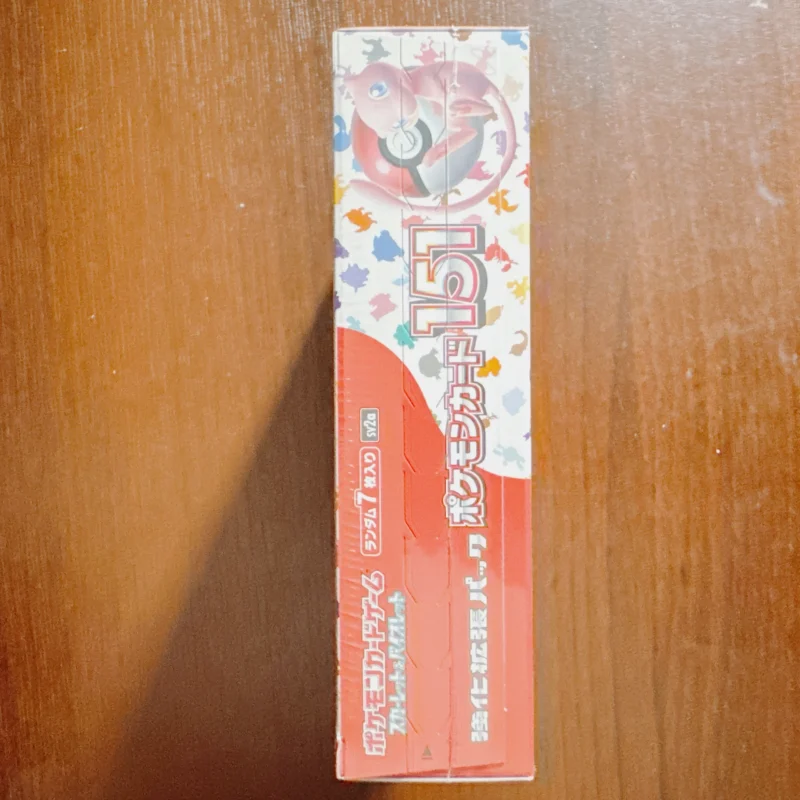 ポケモンカードゲーム
スカーレット&バイオレット
ランダム7枚入り
SV2a
強化拡張パック
ポケモンカード151